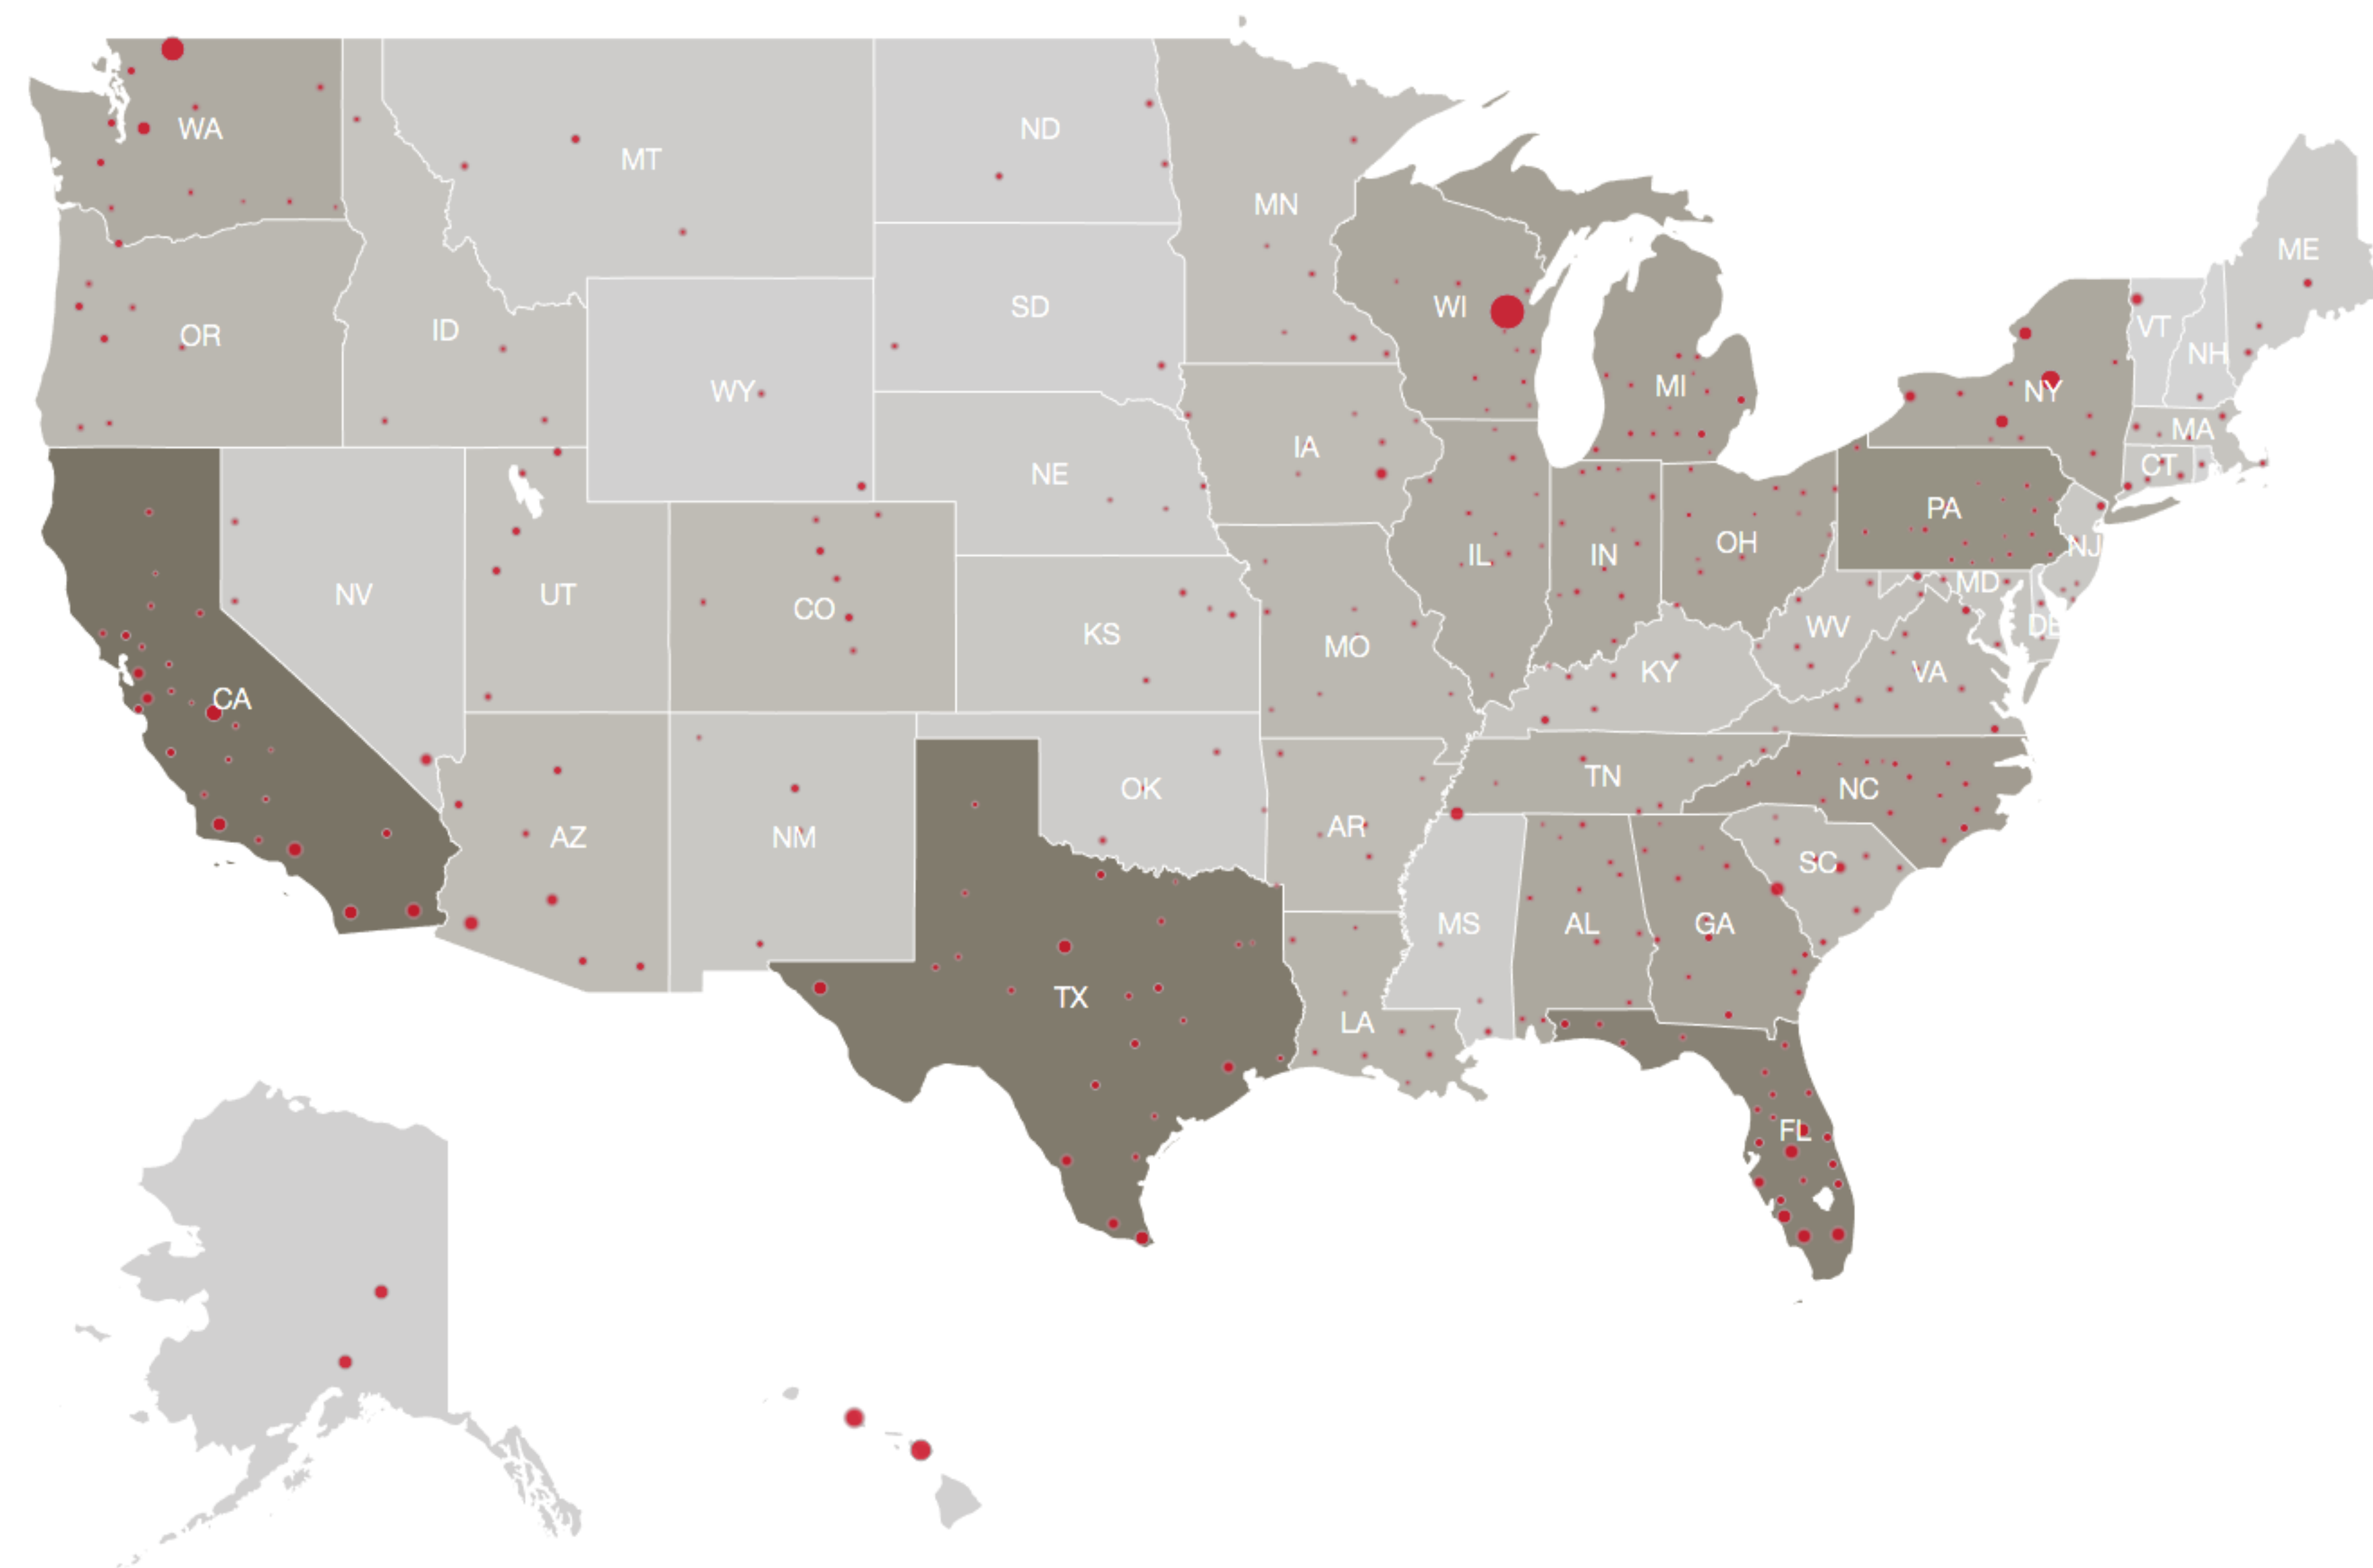 WA
MT
ND
MN
ME
OR
ID
SD
WI
VT
NH
WY
MI
NY
MA
IA
NE
CT
PA
NV
UT
CO
KS
MO
IL
IN
OH
NJ
MD
DE
WV
VA
KY
CA
AZ
NM
OK
AR
TN
NC
SC
MS
AL
GA
TX
LA
FL